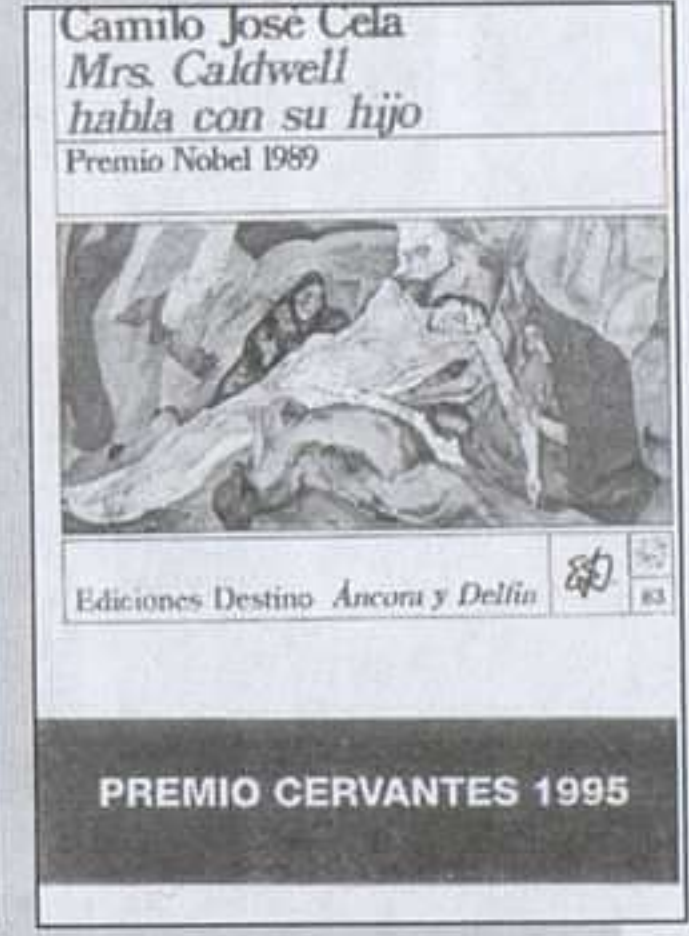 Camilo José Cela
Mrs. Caldwell
habla con su hijo
Premio Nobel 1989
Ediciones Destino Áncora y Delfín
83
PREMIO CERVANTES 1995